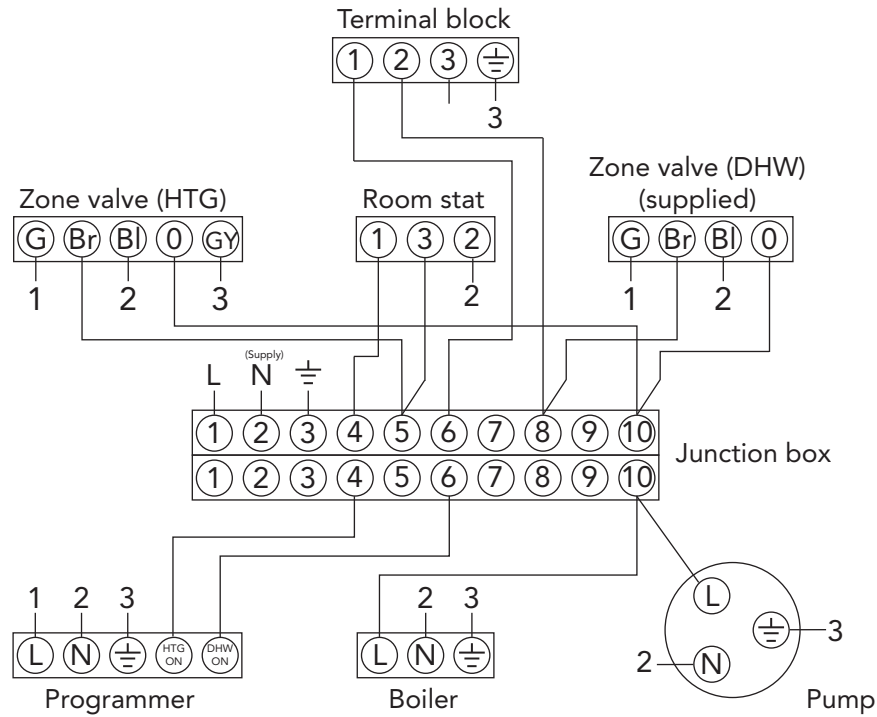 Terminal block
1 2 3
3
Zone valve (HTG)
G Br Bl 0 GY
1 2 3
Room stat
1 3 2
2
Zone valve (DHW)
(supplied)
G Br Bl 0
1 2
(Supply)
L N
1 2 3 4 5 6 7 8 9 10
1 2 3 4 5 6 7 8 9 10
Junction box
1 2 3
L N HTG ON DHW ON
Programmer
2 3
L N
Boiler
L
3
2 N
Pump